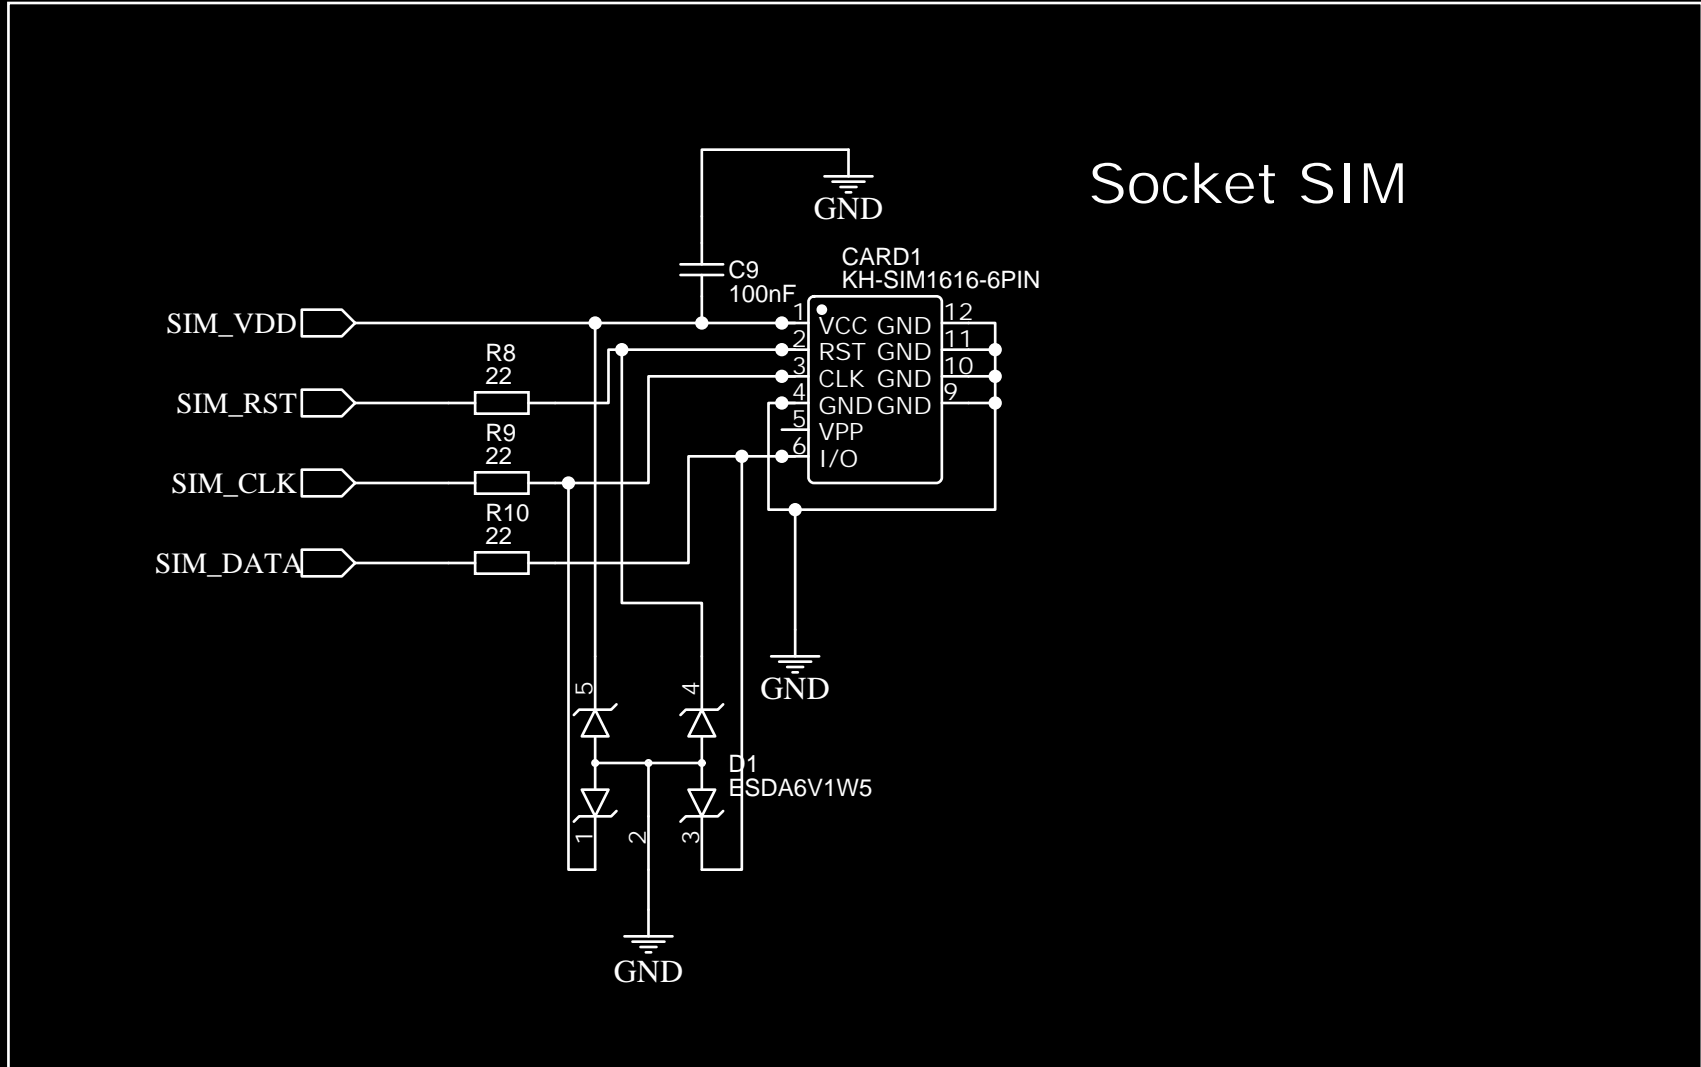 Socket SIM
GND
C9
100nF
CARD1
KH-SIM1616-6PIN
SIM_VDD
1 VCC GND 12
2 RST GND 11
3 CLK GND 10
4 GND GND 9
5 VPP
6 I/O
R8
22
SIM_RST
R9
22
SIM_CLK
R10
22
SIM_DATA
GND
5
4
D1
ESDA6V1W5
1
2
3
GND